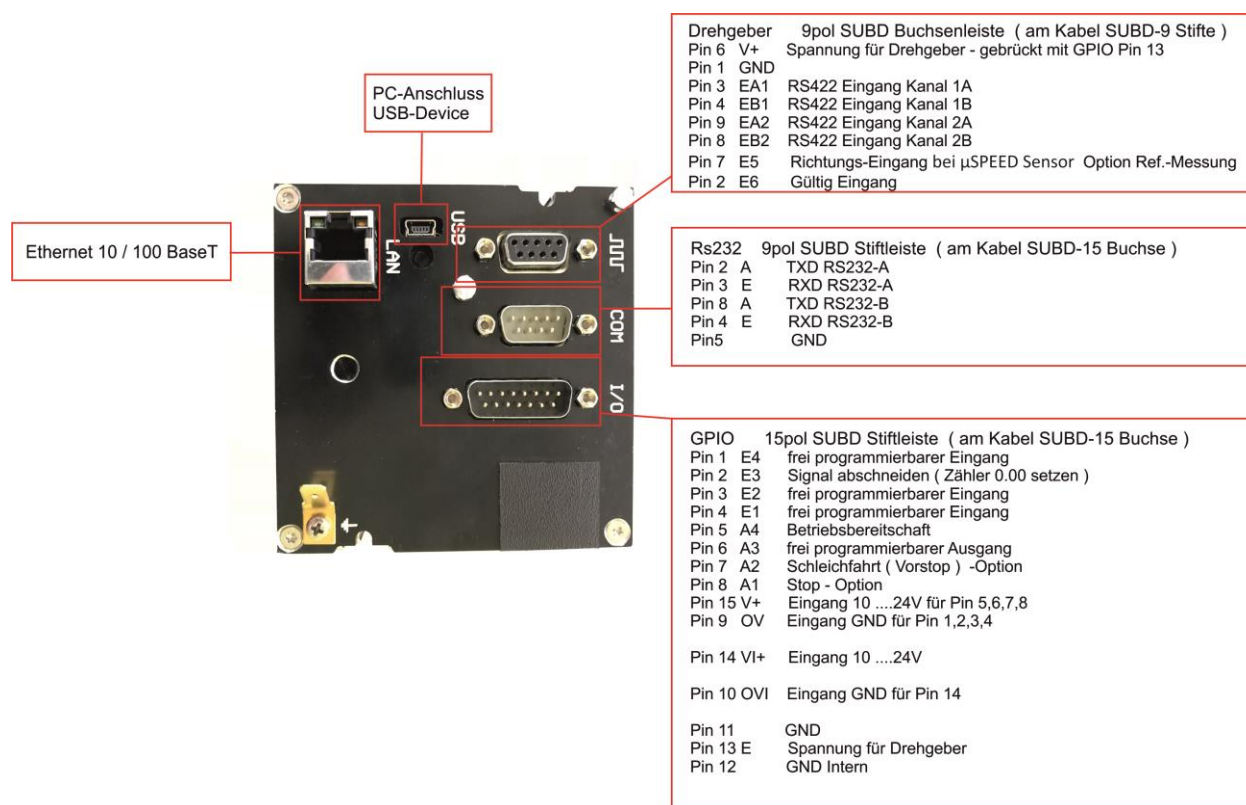 Drehgeber 9pol SUBD Buchsenleiste ( am Kabel SUBD-9 Stifte )
Pin 6 V+ Spannung für Drehgeber - gebrückt mit GPIO Pin 13
Pin 1 GND
Pin 3 EA1 RS422 Eingang Kanal 1A
Pin 4 EB1 RS422 Eingang Kanal 1B
Pin 9 EA2 RS422 Eingang Kanal 2A
Pin 8 EB2 RS422 Eingang Kanal 2B
Pin 7 E5 Richtungs-Eingang bei µSPEED Sensor Option Ref.-Messung
Pin 2 E6 Gültig Eingang
PC-Anschluss
USB-Device
Ethernet 10 / 100 BaseT
USB
LAN
COM
I/O
Rs232 9pol SUBD Stiftleiste ( am Kabel SUBD-15 Buchse )
Pin 2 A TXD RS232-A
Pin 3 E RXD RS232-A
Pin 8 A TXD RS232-B
Pin 4 E RXD RS232-B
Pin5 GND
GPIO 15pol SUBD Stiftleiste ( am Kabel SUBD-15 Buchse )
Pin 1 E4 frei programmierbarer Eingang
Pin 2 E3 Signal abschneiden ( Zähler 0.00 setzen )
Pin 3 E2 frei programmierbarer Eingang
Pin 4 E1 frei programmierbarer Eingang
Pin 5 A4 Betriebsbereitschaft
Pin 6 A3 frei programmierbarer Ausgang
Pin 7 A2 Schleichfahrt ( Vorstop ) -Option
Pin 8 A1 Stop - Option
Pin 15 V+ Eingang 10 ....24V für Pin 5,6,7,8
Pin 9 OV Eingang GND für Pin 1,2,3,4
Pin 14 VI+ Eingang 10 ....24V
Pin 10 OVI Eingang GND für Pin 14
Pin 11 GND
Pin 13 E Spannung für Drehgeber
Pin 12 GND Intern